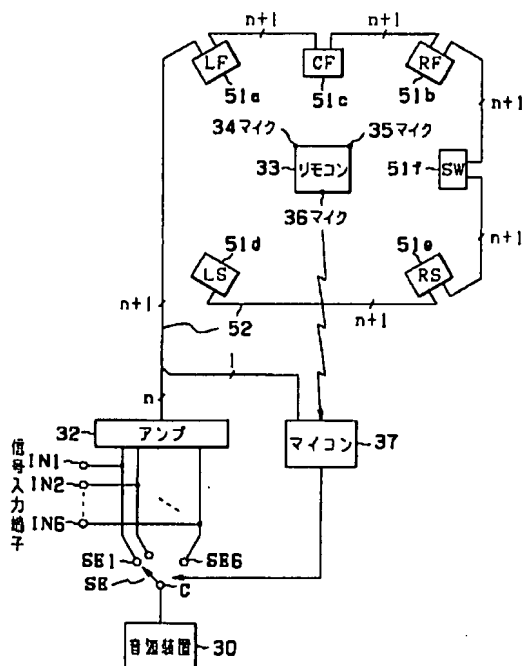 n+1
n+1
LF
CF
RF
51a
51c
51b
n+1
34マイク
35マイク
33
リモコン
51f
SW
36マイク
51d
51e
LS
RS
n+1
n+1
n+1
52
1
n
32
アンプ
マイコン
37
信号入力端子
IN1
IN2
IN6
SE1
SE6
SE
C
音源装置
30